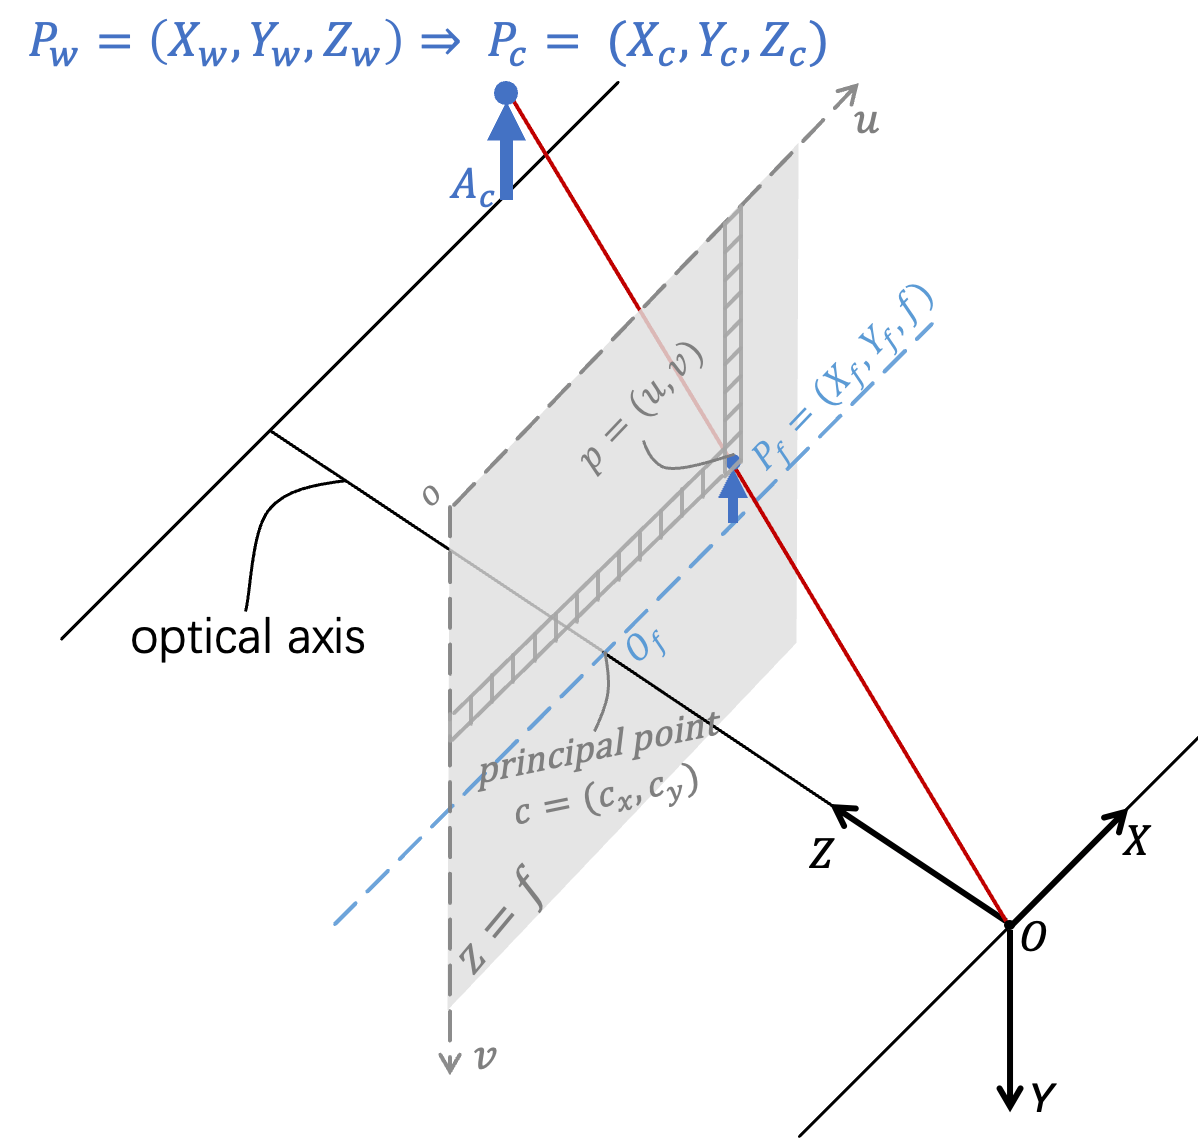 P_w = (X_w, Y_w, Z_w) ⇒ P_c = (X_c, Y_c, Z_c)
u
A_c
p = (u, v)
P_f = (X_f, Y_f, f)
o
optical axis
O_f
principal point
c = (c_x, c_y)
Z
X
z = f
O
v
Y